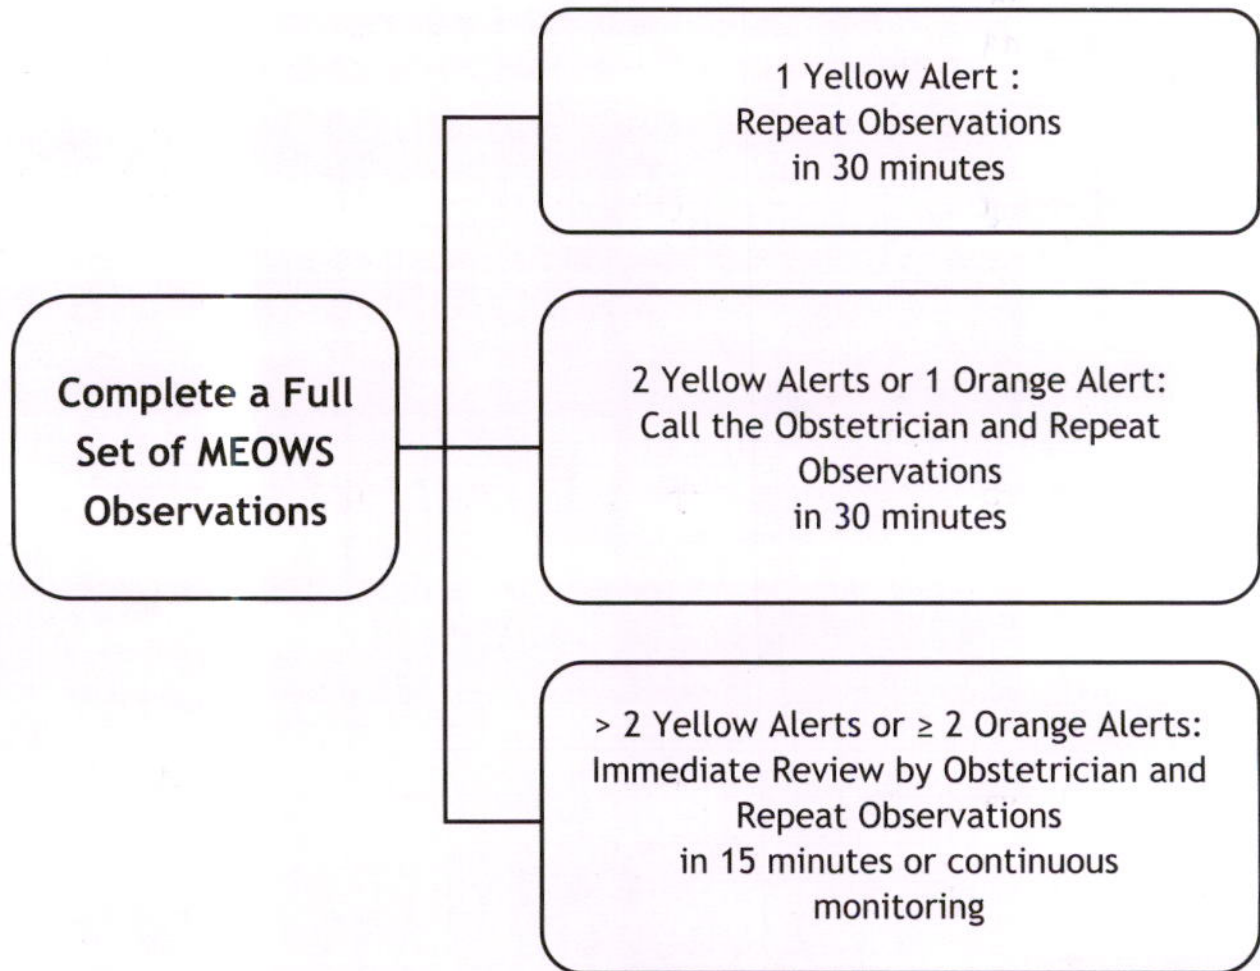 1 Yellow Alert :
Repeat Observations
in 30 minutes
Complete a Full
Set of MEOWS
Observations
2 Yellow Alerts or 1 Orange Alert:
Call the Obstetrician and Repeat
Observations
in 30 minutes
> 2 Yellow Alerts or ≥ 2 Orange Alerts:
Immediate Review by Obstetrician and
Repeat Observations
in 15 minutes or continuous
monitoring